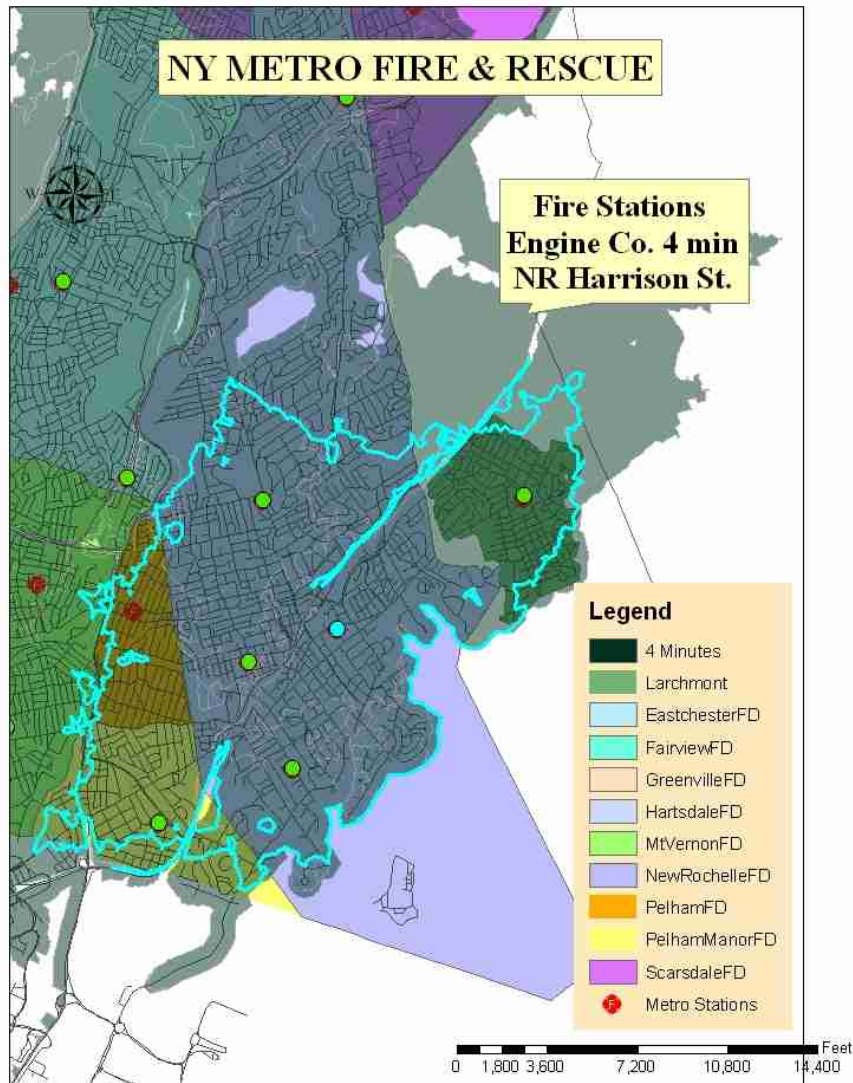 NY METRO FIRE & RESCUE
N
W
E
Fire Stations
Engine Co. 4 min
NR Harrison St.
Legend
4 Minutes
Larchmont
EastchesterFD
FairviewFD
GreenvilleFD
HartsdaleFD
MtVernonFD
NewRochelleFD
PelhamFD
PelhamManorFD
ScarsdaleFD
F Metro Stations
Feet
0 1,800 3,600 7,200 10,800 14,400